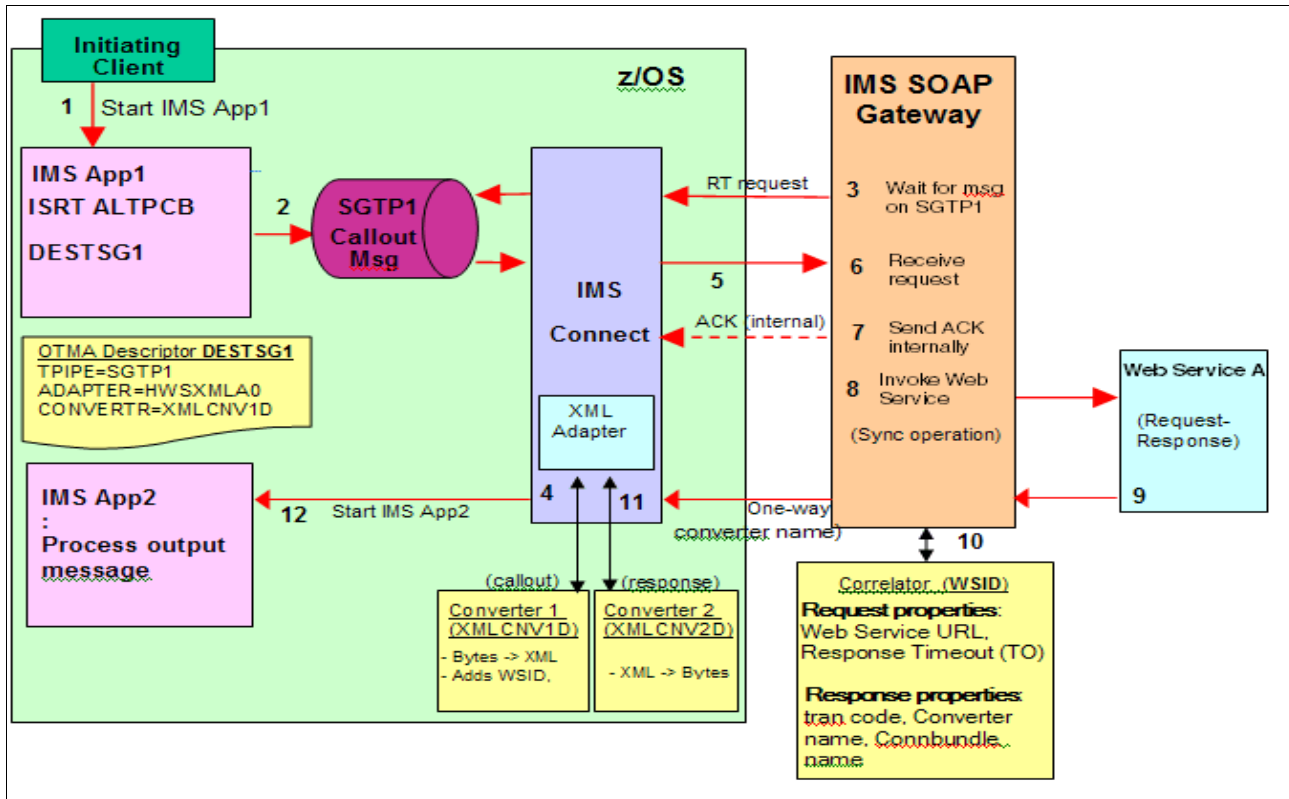 Initiating
Client
z/OS
1
Start IMS App1
IMS App1
ISRT ALTPCB
DESTSG1
2
SGTP1
Callout
Msg
IMS
Connect
XML
Adapter
RT request
5
ACK (internal)
IMS SOAP
Gateway
3 Wait for msg
on SGTP1
6 Receive
request
7 Send ACK
internally
8 Invoke Web
Service
(Sync operation)
Web Service A
(Request-
Response)
9
OTMA Descriptor DESTSG1
TPIPE=SGTP1
ADAPTER=HWSXMLA0
CONVERTR=XMLCNV1D
IMS App2
:
Process output
message
12
Start IMS App2
4
11
One-way
converter name)
10
(callout)
(response)
Converter 1
(XMLCNV1D)
- Bytes -> XML
- Adds WSID,
Converter 2
(XMLCNV2D)
- XML -> Bytes
Correlator (WSID)
Request properties:
Web Service URL,
Response Timeout (TO)
Response properties:
tran code, Converter
name, Connbundle
name